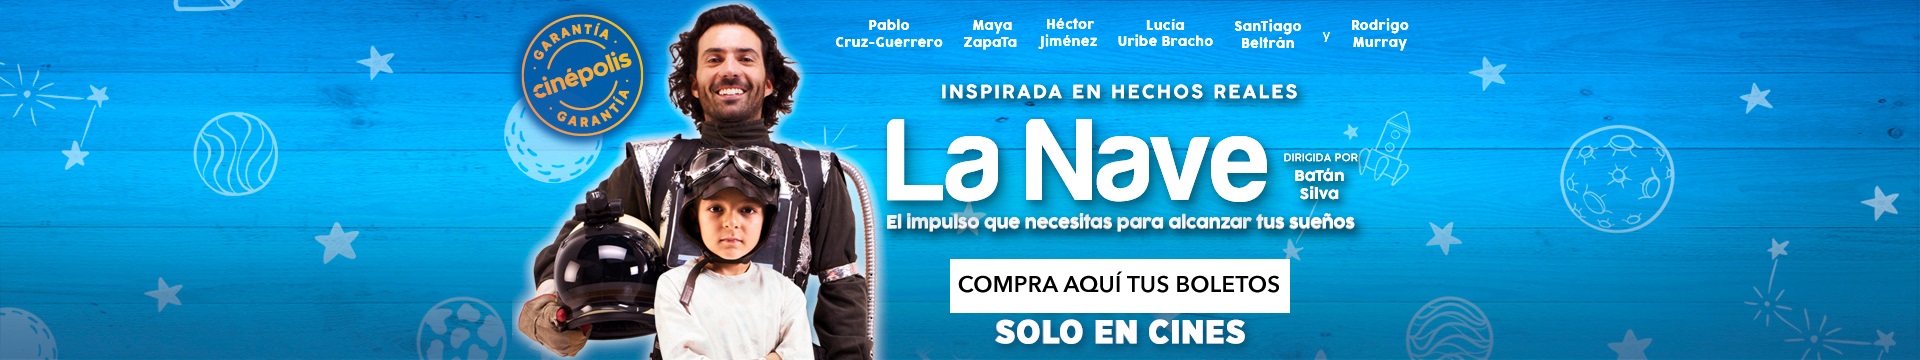 · GARANTÍA ·
cinépolis
· GARANTÍA ·
Pablo
Cruz-Guerrero
Maya
ZapaTa
Héctor
Jiménez
Lucía
Uribe Bracho
SanTiago
Beltrán
y
Rodrigo
Murray
INSPIRADA EN HECHOS REALES
La Nave
DIRIGIDA POR
BaTán
Silva
El impulso que necesitas para alcanzar tus sueños
COMPRA AQUÍ TUS BOLETOS
SOLO EN CINES